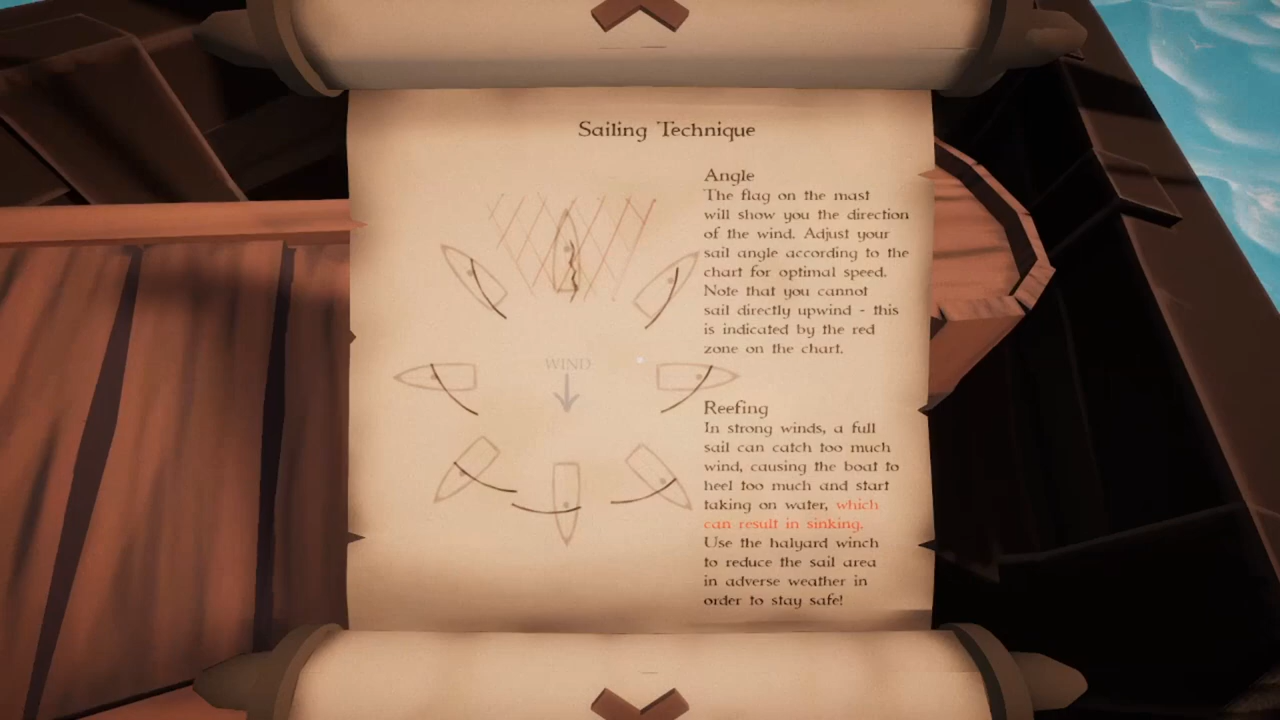 Sailing Technique
Angle
The flag on the mast
will show you the direction
of the wind. Adjust your
sail angle according to the
chart for optimal speed.
Note that you cannot
sail directly upwind - this
is indicated by the red
zone on the chart.
WIND
Reefing
In strong winds, a full
sail can catch too much
wind, causing the boat to
heel too much and start
taking on water, which
can result in sinking.
Use the halyard winch
to reduce the sail area
in adverse weather in
order to stay safe!